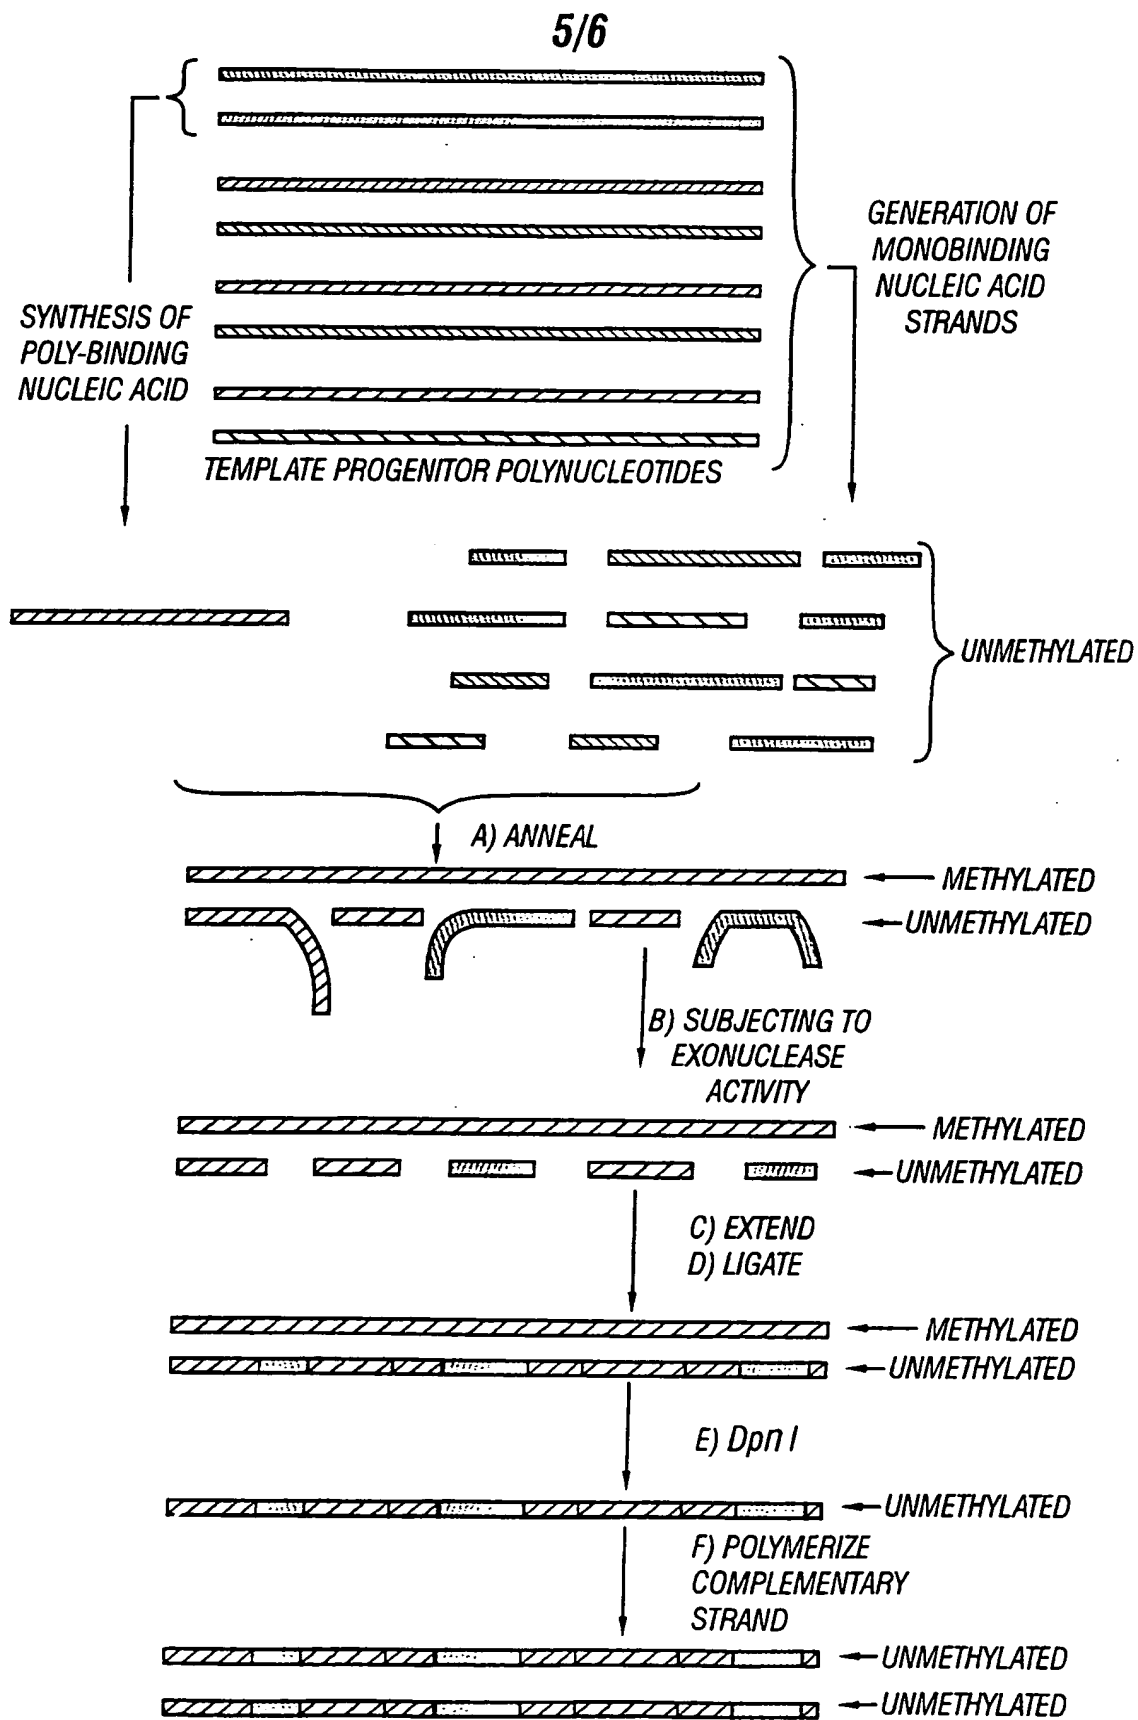 5/6
GENERATION OF
MONOBINDING
NUCLEIC ACID
STRANDS
SYNTHESIS OF
POLY-BINDING
NUCLEIC ACID
TEMPLATE PROGENITOR POLYNUCLEOTIDES
UNMETHYLATED
A) ANNEAL
METHYLATED
UNMETHYLATED
B) SUBJECTING TO
EXONUCLEASE
ACTIVITY
METHYLATED
UNMETHYLATED
C) EXTEND
D) LIGATE
METHYLATED
UNMETHYLATED
E) Dpn I
UNMETHYLATED
F) POLYMERIZE
COMPLEMENTARY
STRAND
UNMETHYLATED
UNMETHYLATED